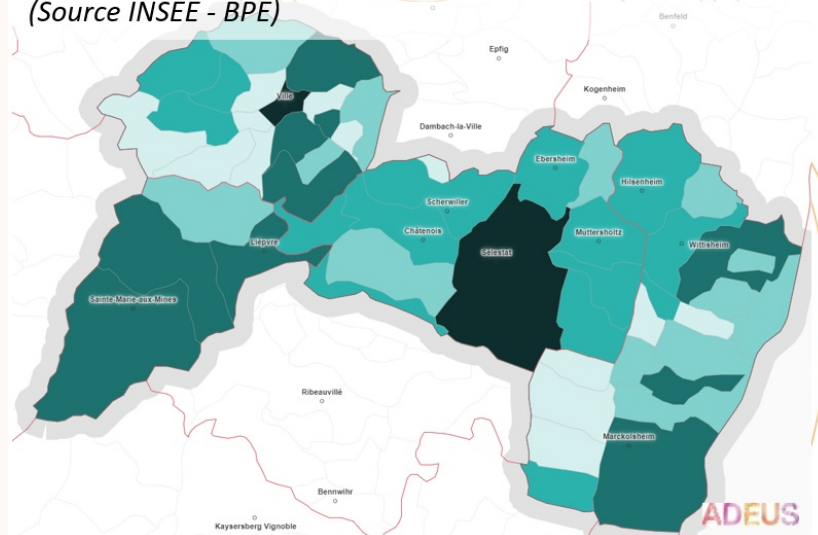 (Source INSEE - BPE)
Benfeld
Epfig
Kogenheim
Villé
Dambach-la-Ville
Ebersheim
Hilsenheim
Scherwiller
Châtenois
Muttersholtz
Lièpvre
Sélestat
Wittisheim
Sainte-Marie-aux-Mines
Ribeauvillé
Marckolsheim
Bennwihr
Kaysersberg Vignoble
ADEUS